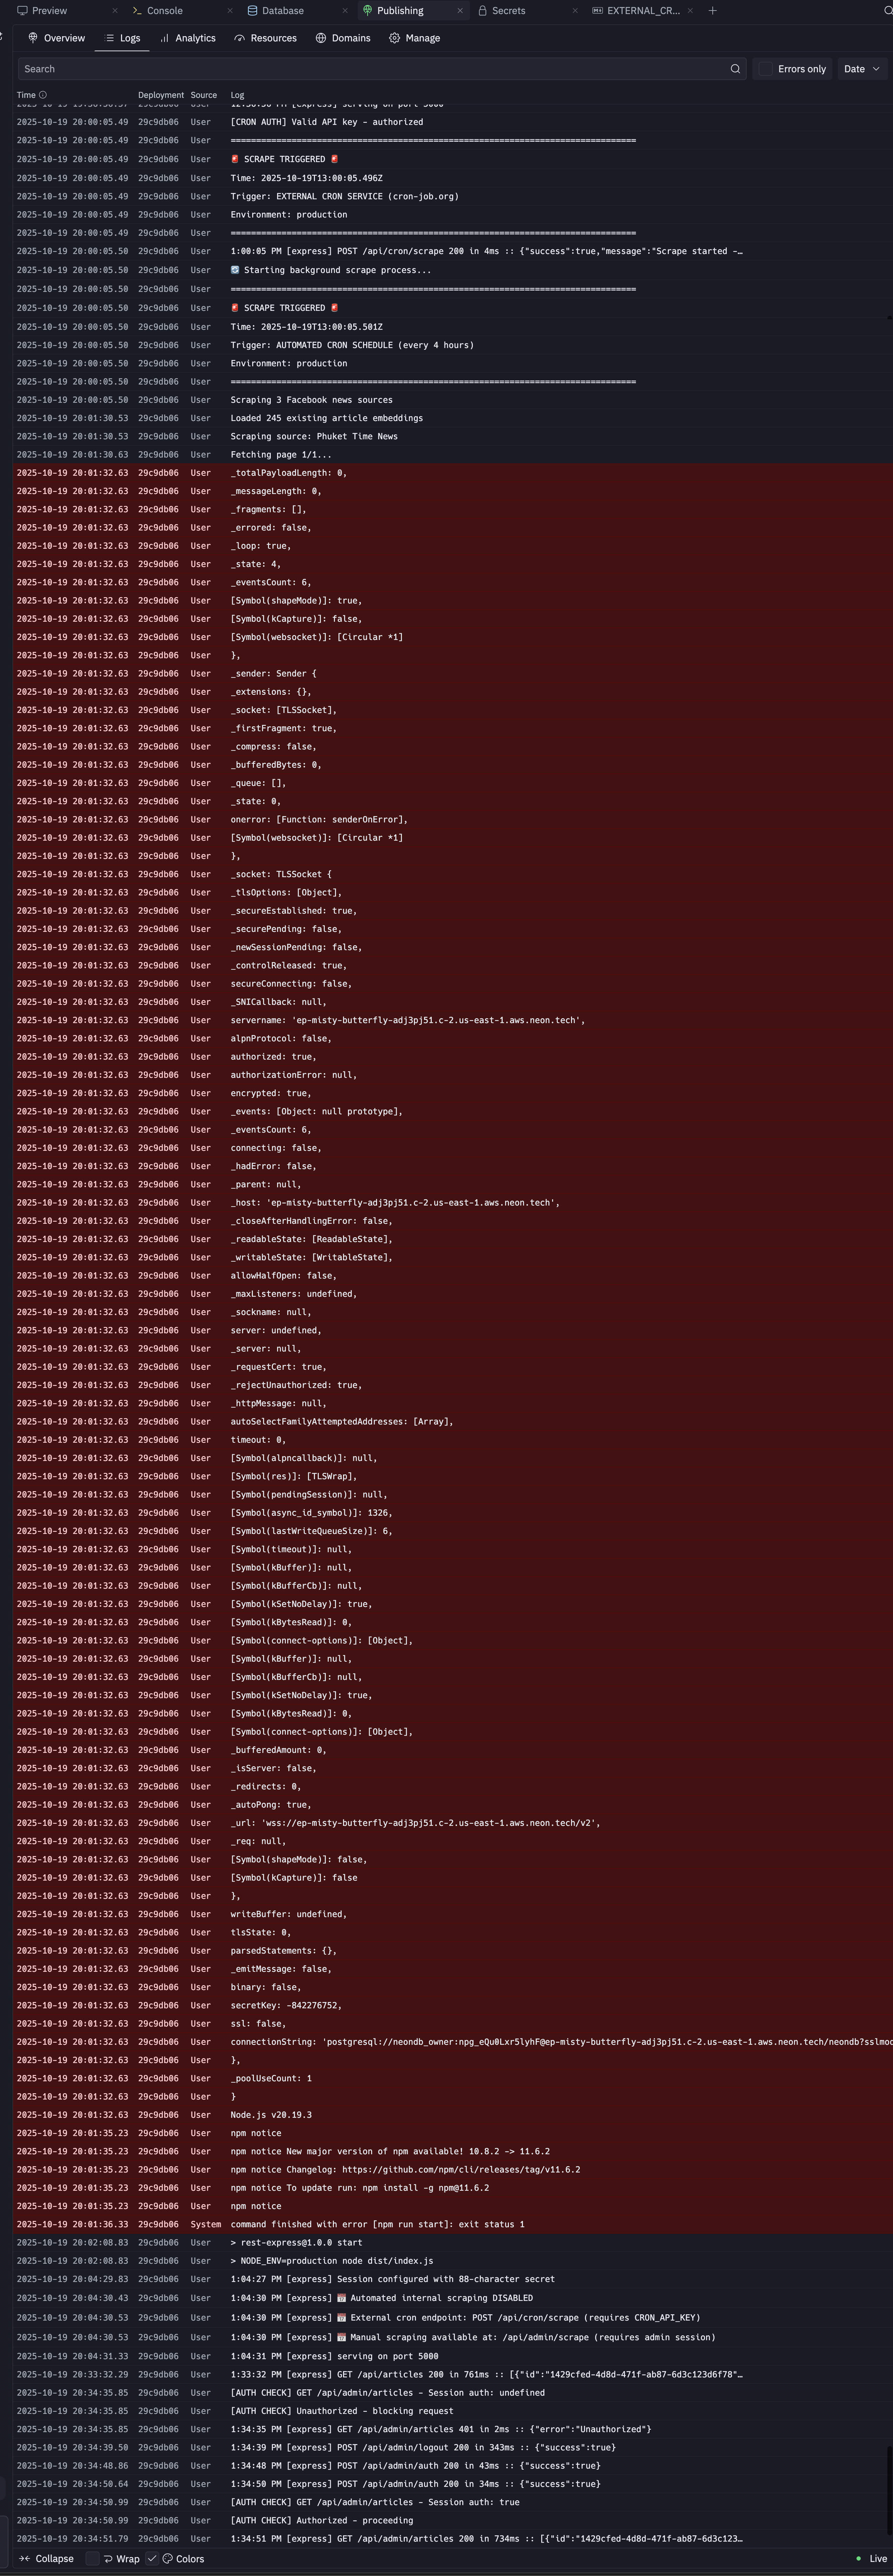 Preview × Console × Database × Publishing × Secrets × EXTERNAL_CR... × +
Overview Logs Analytics Resources Domains Manage
Search Errors only Date
Time Deployment Source Log
2025-10-19 20:00:05.49 29c9db06 User [CRON AUTH] Valid API key - authorized
2025-10-19 20:00:05.49 29c9db06 User ================================================================================
2025-10-19 20:00:05.49 29c9db06 User 🚨 SCRAPE TRIGGERED 🚨
2025-10-19 20:00:05.49 29c9db06 User Time: 2025-10-19T13:00:05.496Z
2025-10-19 20:00:05.49 29c9db06 User Trigger: EXTERNAL CRON SERVICE (cron-job.org)
2025-10-19 20:00:05.49 29c9db06 User Environment: production
2025-10-19 20:00:05.49 29c9db06 User ================================================================================
2025-10-19 20:00:05.50 29c9db06 User 1:00:05 PM [express] POST /api/cron/scrape 200 in 4ms :: {"success":true,"message":"Scrape started -…
2025-10-19 20:00:05.50 29c9db06 User 🔄 Starting background scrape process...
2025-10-19 20:00:05.50 29c9db06 User ================================================================================
2025-10-19 20:00:05.50 29c9db06 User 🚨 SCRAPE TRIGGERED 🚨
2025-10-19 20:00:05.50 29c9db06 User Time: 2025-10-19T13:00:05.501Z
2025-10-19 20:00:05.50 29c9db06 User Trigger: AUTOMATED CRON SCHEDULE (every 4 hours)
2025-10-19 20:00:05.50 29c9db06 User Environment: production
2025-10-19 20:00:05.50 29c9db06 User ================================================================================
2025-10-19 20:00:05.50 29c9db06 User Scraping 3 Facebook news sources
2025-10-19 20:01:30.53 29c9db06 User Loaded 245 existing article embeddings
2025-10-19 20:01:30.53 29c9db06 User Scraping source: Phuket Time News
2025-10-19 20:01:30.63 29c9db06 User Fetching page 1/1...
2025-10-19 20:01:32.63 29c9db06 User _totalPayloadLength: 0,
2025-10-19 20:01:32.63 29c9db06 User _messageLength: 0,
2025-10-19 20:01:32.63 29c9db06 User _fragments: [],
2025-10-19 20:01:32.63 29c9db06 User _errored: false,
2025-10-19 20:01:32.63 29c9db06 User _loop: true,
2025-10-19 20:01:32.63 29c9db06 User _state: 4,
2025-10-19 20:01:32.63 29c9db06 User _eventsCount: 6,
2025-10-19 20:01:32.63 29c9db06 User [Symbol(shapeMode)]: true,
2025-10-19 20:01:32.63 29c9db06 User [Symbol(kCapture)]: false,
2025-10-19 20:01:32.63 29c9db06 User [Symbol(websocket)]: [Circular *1]
2025-10-19 20:01:32.63 29c9db06 User },
2025-10-19 20:01:32.63 29c9db06 User _sender: Sender {
2025-10-19 20:01:32.63 29c9db06 User _extensions: {},
2025-10-19 20:01:32.63 29c9db06 User _socket: [TLSSocket],
2025-10-19 20:01:32.63 29c9db06 User _firstFragment: true,
2025-10-19 20:01:32.63 29c9db06 User _compress: false,
2025-10-19 20:01:32.63 29c9db06 User _bufferedBytes: 0,
2025-10-19 20:01:32.63 29c9db06 User _queue: [],
2025-10-19 20:01:32.63 29c9db06 User _state: 0,
2025-10-19 20:01:32.63 29c9db06 User onerror: [Function: senderOnError],
2025-10-19 20:01:32.63 29c9db06 User [Symbol(websocket)]: [Circular *1]
2025-10-19 20:01:32.63 29c9db06 User },
2025-10-19 20:01:32.63 29c9db06 User _socket: TLSSocket {
2025-10-19 20:01:32.63 29c9db06 User _tlsOptions: [Object],
2025-10-19 20:01:32.63 29c9db06 User _secureEstablished: true,
2025-10-19 20:01:32.63 29c9db06 User _securePending: false,
2025-10-19 20:01:32.63 29c9db06 User _newSessionPending: false,
2025-10-19 20:01:32.63 29c9db06 User _controlReleased: true,
2025-10-19 20:01:32.63 29c9db06 User secureConnecting: false,
2025-10-19 20:01:32.63 29c9db06 User _SNICallback: null,
2025-10-19 20:01:32.63 29c9db06 User servername: 'ep-misty-butterfly-adj3pj51.c-2.us-east-1.aws.neon.tech',
2025-10-19 20:01:32.63 29c9db06 User alpnProtocol: false,
2025-10-19 20:01:32.63 29c9db06 User authorized: true,
2025-10-19 20:01:32.63 29c9db06 User authorizationError: null,
2025-10-19 20:01:32.63 29c9db06 User encrypted: true,
2025-10-19 20:01:32.63 29c9db06 User _events: [Object: null prototype],
2025-10-19 20:01:32.63 29c9db06 User _eventsCount: 6,
2025-10-19 20:01:32.63 29c9db06 User connecting: false,
2025-10-19 20:01:32.63 29c9db06 User _hadError: false,
2025-10-19 20:01:32.63 29c9db06 User _parent: null,
2025-10-19 20:01:32.63 29c9db06 User _host: 'ep-misty-butterfly-adj3pj51.c-2.us-east-1.aws.neon.tech',
2025-10-19 20:01:32.63 29c9db06 User _closeAfterHandlingError: false,
2025-10-19 20:01:32.63 29c9db06 User _readableState: [ReadableState],
2025-10-19 20:01:32.63 29c9db06 User _writableState: [WritableState],
2025-10-19 20:01:32.63 29c9db06 User allowHalfOpen: false,
2025-10-19 20:01:32.63 29c9db06 User _maxListeners: undefined,
2025-10-19 20:01:32.63 29c9db06 User _sockname: null,
2025-10-19 20:01:32.63 29c9db06 User server: undefined,
2025-10-19 20:01:32.63 29c9db06 User _server: null,
2025-10-19 20:01:32.63 29c9db06 User _requestCert: true,
2025-10-19 20:01:32.63 29c9db06 User _rejectUnauthorized: true,
2025-10-19 20:01:32.63 29c9db06 User _httpMessage: null,
2025-10-19 20:01:32.63 29c9db06 User autoSelectFamilyAttemptedAddresses: [Array],
2025-10-19 20:01:32.63 29c9db06 User timeout: 0,
2025-10-19 20:01:32.63 29c9db06 User [Symbol(alpncallback)]: null,
2025-10-19 20:01:32.63 29c9db06 User [Symbol(res)]: [TLSWrap],
2025-10-19 20:01:32.63 29c9db06 User [Symbol(pendingSession)]: null,
2025-10-19 20:01:32.63 29c9db06 User [Symbol(async_id_symbol)]: 1326,
2025-10-19 20:01:32.63 29c9db06 User [Symbol(lastWriteQueueSize)]: 6,
2025-10-19 20:01:32.63 29c9db06 User [Symbol(timeout)]: null,
2025-10-19 20:01:32.63 29c9db06 User [Symbol(kBuffer)]: null,
2025-10-19 20:01:32.63 29c9db06 User [Symbol(kBufferCb)]: null,
2025-10-19 20:01:32.63 29c9db06 User [Symbol(kSetNoDelay)]: true,
2025-10-19 20:01:32.63 29c9db06 User [Symbol(kBytesRead)]: 0,
2025-10-19 20:01:32.63 29c9db06 User [Symbol(connect-options)]: [Object],
2025-10-19 20:01:32.63 29c9db06 User [Symbol(kBuffer)]: null,
2025-10-19 20:01:32.63 29c9db06 User [Symbol(kBufferCb)]: null,
2025-10-19 20:01:32.63 29c9db06 User [Symbol(kSetNoDelay)]: true,
2025-10-19 20:01:32.63 29c9db06 User [Symbol(kBytesRead)]: 0,
2025-10-19 20:01:32.63 29c9db06 User [Symbol(connect-options)]: [Object],
2025-10-19 20:01:32.63 29c9db06 User _bufferedAmount: 0,
2025-10-19 20:01:32.63 29c9db06 User _isServer: false,
2025-10-19 20:01:32.63 29c9db06 User _redirects: 0,
2025-10-19 20:01:32.63 29c9db06 User _autoPong: true,
2025-10-19 20:01:32.63 29c9db06 User _url: 'wss://ep-misty-butterfly-adj3pj51.c-2.us-east-1.aws.neon.tech/v2',
2025-10-19 20:01:32.63 29c9db06 User _req: null,
2025-10-19 20:01:32.63 29c9db06 User [Symbol(shapeMode)]: false,
2025-10-19 20:01:32.63 29c9db06 User [Symbol(kCapture)]: false
2025-10-19 20:01:32.63 29c9db06 User },
2025-10-19 20:01:32.63 29c9db06 User writeBuffer: undefined,
2025-10-19 20:01:32.63 29c9db06 User tlsState: 0,
2025-10-19 20:01:32.63 29c9db06 User parsedStatements: {},
2025-10-19 20:01:32.63 29c9db06 User _emitMessage: false,
2025-10-19 20:01:32.63 29c9db06 User binary: false,
2025-10-19 20:01:32.63 29c9db06 User secretKey: -842276752,
2025-10-19 20:01:32.63 29c9db06 User ssl: false,
2025-10-19 20:01:32.63 29c9db06 User connectionString: 'postgresql://neondb_owner:npg_eQu0Lxr5lyhF@ep-misty-butterfly-adj3pj51.c-2.us-east-1.aws.neon.tech/neondb?sslmod
2025-10-19 20:01:32.63 29c9db06 User },
2025-10-19 20:01:32.63 29c9db06 User _poolUseCount: 1
2025-10-19 20:01:32.63 29c9db06 User }
2025-10-19 20:01:32.63 29c9db06 User Node.js v20.19.3
2025-10-19 20:01:35.23 29c9db06 User npm notice
2025-10-19 20:01:35.23 29c9db06 User npm notice New major version of npm available! 10.8.2 -> 11.6.2
2025-10-19 20:01:35.23 29c9db06 User npm notice Changelog: https://github.com/npm/cli/releases/tag/v11.6.2
2025-10-19 20:01:35.23 29c9db06 User npm notice To update run: npm install -g npm@11.6.2
2025-10-19 20:01:35.23 29c9db06 User npm notice
2025-10-19 20:01:36.33 29c9db06 System command finished with error [npm run start]: exit status 1
2025-10-19 20:02:08.83 29c9db06 User > rest-express@1.0.0 start
2025-10-19 20:02:08.83 29c9db06 User > NODE_ENV=production node dist/index.js
2025-10-19 20:04:29.83 29c9db06 User 1:04:27 PM [express] Session configured with 88-character secret
2025-10-19 20:04:30.43 29c9db06 User 1:04:30 PM [express] 📅 Automated internal scraping DISABLED
2025-10-19 20:04:30.53 29c9db06 User 1:04:30 PM [express] 📅 External cron endpoint: POST /api/cron/scrape (requires CRON_API_KEY)
2025-10-19 20:04:30.53 29c9db06 User 1:04:30 PM [express] 📅 Manual scraping available at: /api/admin/scrape (requires admin session)
2025-10-19 20:04:31.33 29c9db06 User 1:04:31 PM [express] serving on port 5000
2025-10-19 20:33:32.29 29c9db06 User 1:33:32 PM [express] GET /api/articles 200 in 761ms :: [{"id":"1429cfed-4d8d-471f-ab87-6d3c123d6f78"…
2025-10-19 20:34:35.85 29c9db06 User [AUTH CHECK] GET /api/admin/articles - Session auth: undefined
2025-10-19 20:34:35.85 29c9db06 User [AUTH CHECK] Unauthorized - blocking request
2025-10-19 20:34:35.85 29c9db06 User 1:34:35 PM [express] GET /api/admin/articles 401 in 2ms :: {"error":"Unauthorized"}
2025-10-19 20:34:39.50 29c9db06 User 1:34:39 PM [express] POST /api/admin/logout 200 in 343ms :: {"success":true}
2025-10-19 20:34:48.86 29c9db06 User 1:34:48 PM [express] POST /api/admin/auth 200 in 43ms :: {"success":true}
2025-10-19 20:34:50.64 29c9db06 User 1:34:50 PM [express] POST /api/admin/auth 200 in 34ms :: {"success":true}
2025-10-19 20:34:50.99 29c9db06 User [AUTH CHECK] GET /api/admin/articles - Session auth: true
2025-10-19 20:34:50.99 29c9db06 User [AUTH CHECK] Authorized - proceeding
2025-10-19 20:34:51.79 29c9db06 User 1:34:51 PM [express] GET /api/admin/articles 200 in 734ms :: [{"id":"1429cfed-4d8d-471f-ab87-6d3c123…
Collapse Wrap Colors Live